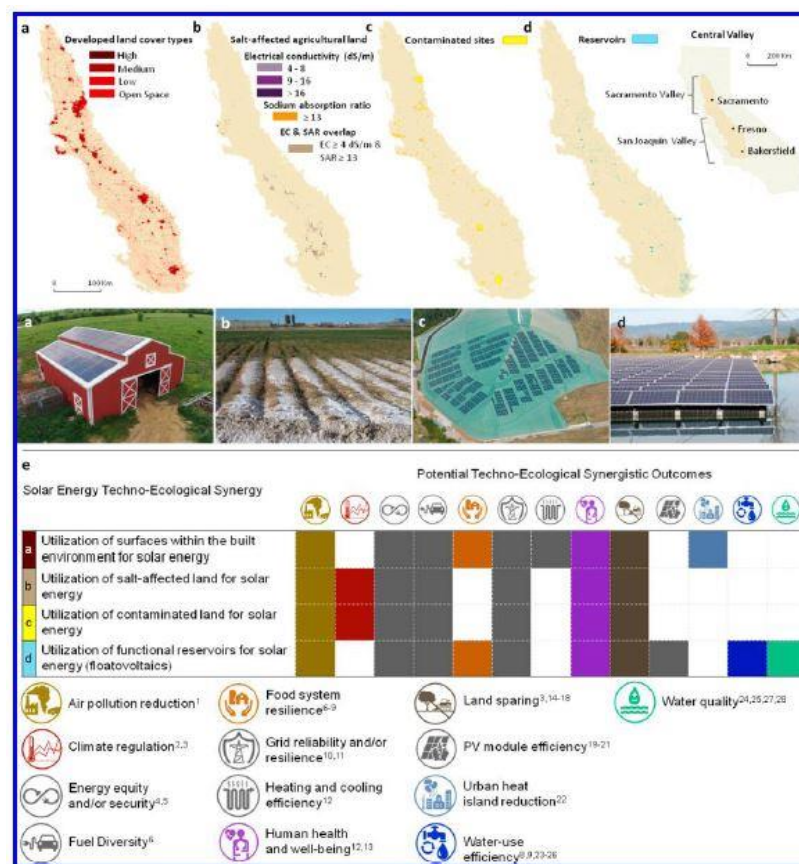 a
Developed land cover types
High
Medium
Low
Open Space
0 100 Km
b
Salt-affected agricultural land
Electrical conductivity (dS/m)
4 - 8
9 - 16
> 16
Sodium absorption ratio
≥ 13
EC & SAR overlap
EC ≥ 4 dS/m &
SAR ≥ 13
c
Contaminated sites
d
Reservoirs
Central Valley
0 200 Km
Sacramento Valley
Sacramento
San Joaquin Valley
Fresno
Bakersfield
a
b
c
d
e
Potential Techno-Ecological Synergistic Outcomes
Solar Energy Techno-Ecological Synergy
a Utilization of surfaces within the built
environment for solar energy
b Utilization of salt-affected land for solar
energy
c Utilization of contaminated land for solar
energy
d Utilization of functional reservoirs for solar
energy (floatovoltaics)
Air pollution reduction1
Food system
resilience6-9
Land sparing3,14-18
Water quality24,25,27,28
Climate regulation2,3
Grid reliability and/or
resilience10,11
PV module efficiency19-21
Energy equity
and/or security4,5
Heating and cooling
efficiency12
Urban heat
island reduction22
Fuel Diversity6
Human health
and well-being12,13
Water-use
efficiency8,9,23-26